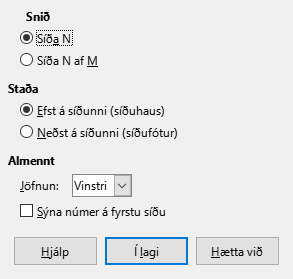 Snið
Síða N
Síða N af M
Staða
Efst á síðunni (síðuhaus)
Neðst á síðunni (síðufótur)
Almennt
Jöfnun: Vinstri
Sýna númer á fyrstu síðu
Hjálp Í lagi Hætta við